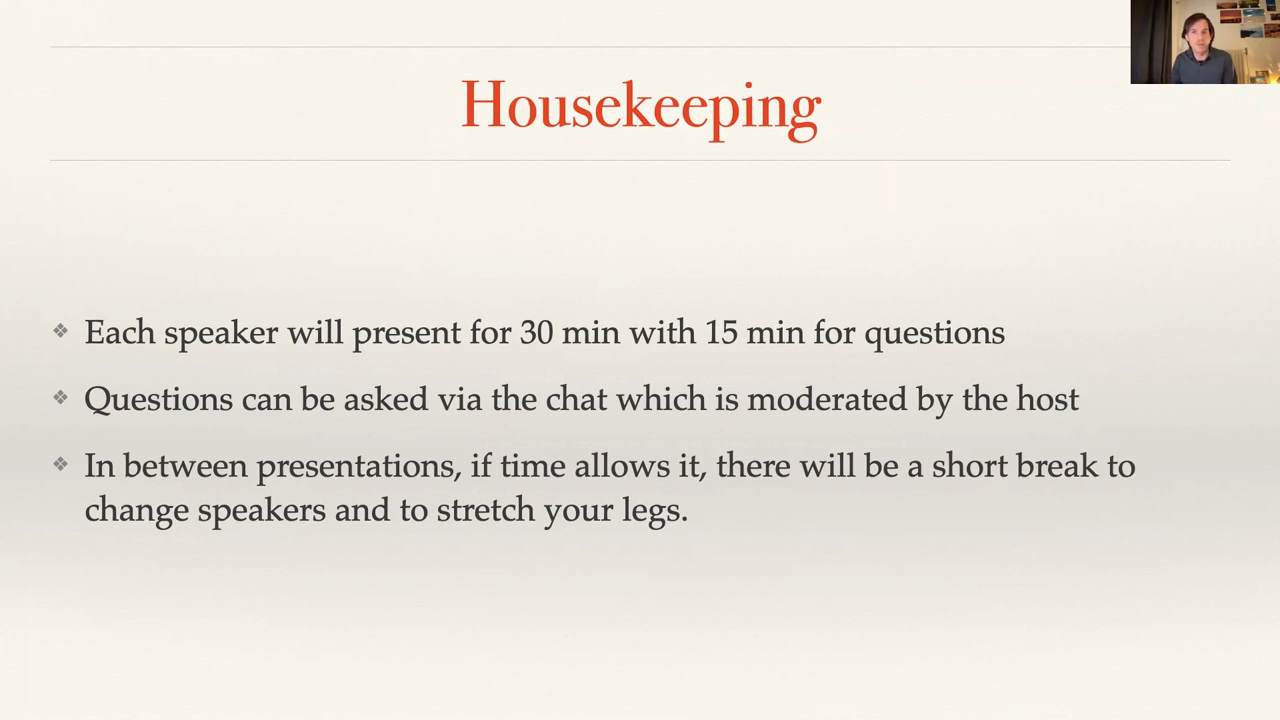 Housekeeping
Each speaker will present for 30 min with 15 min for questions
Questions can be asked via the chat which is moderated by the host
In between presentations, if time allows it, there will be a short break to
change speakers and to stretch your legs.